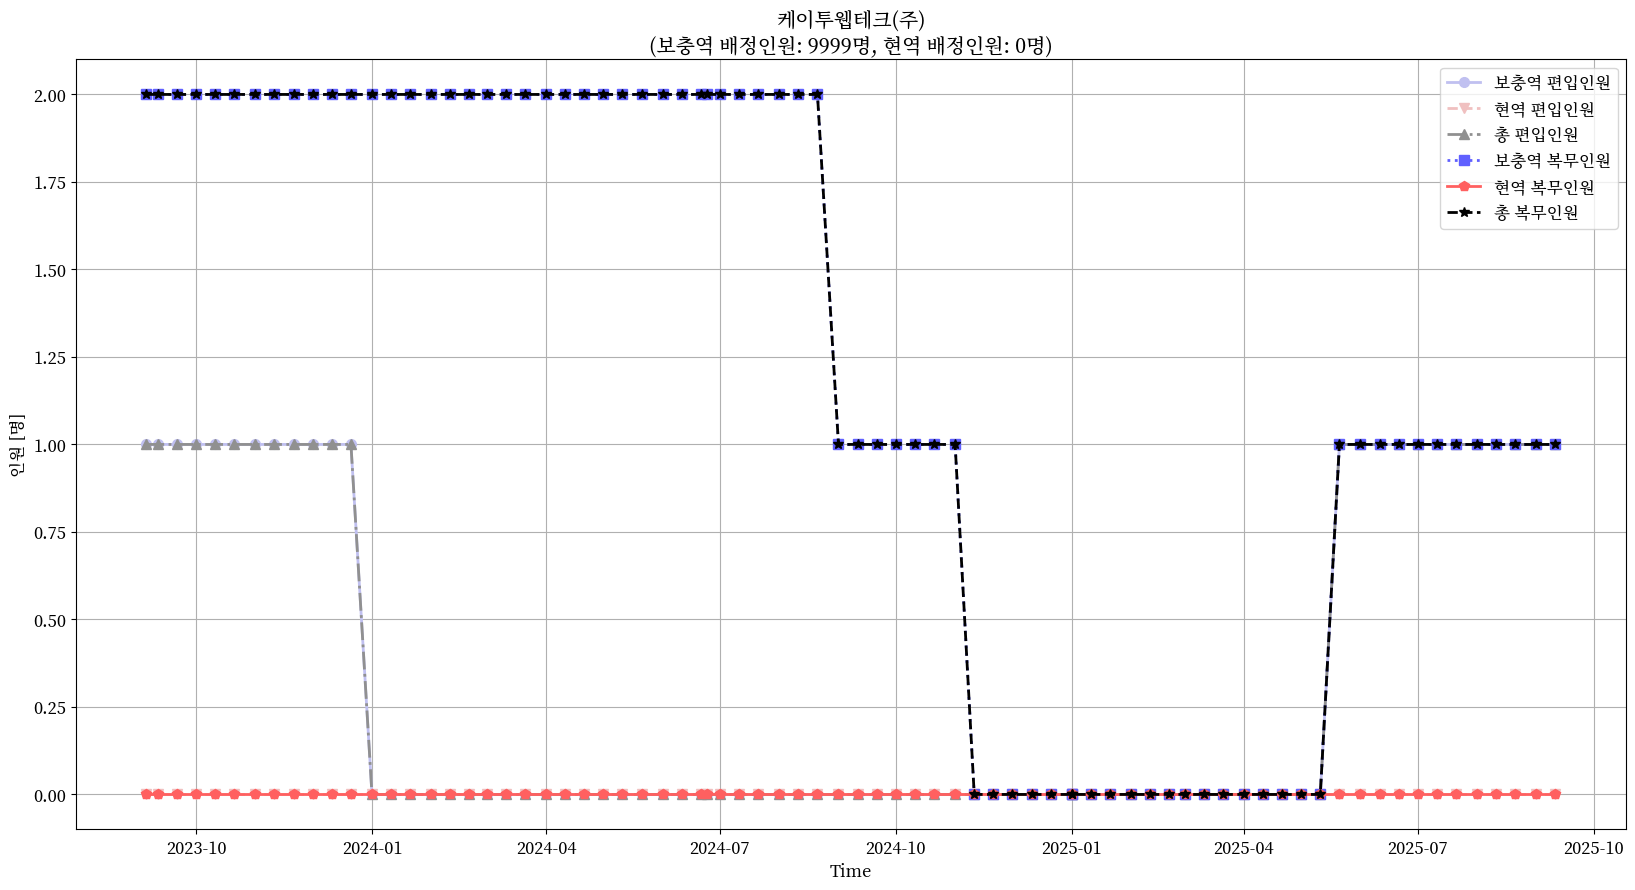 케이투웹테크(주)
(보충역 배정인원: 9999명, 현역 배정인원: 0명)
보충역 편입인원
현역 편입인원
총 편입인원
보충역 복무인원
현역 복무인원
총 복무인원
2.00
1.75
1.50
1.25
1.00
0.75
0.50
0.25
0.00
인원 [명]
2023-10
2024-01
2024-04
2024-07
2024-10
2025-01
2025-04
2025-07
2025-10
Time